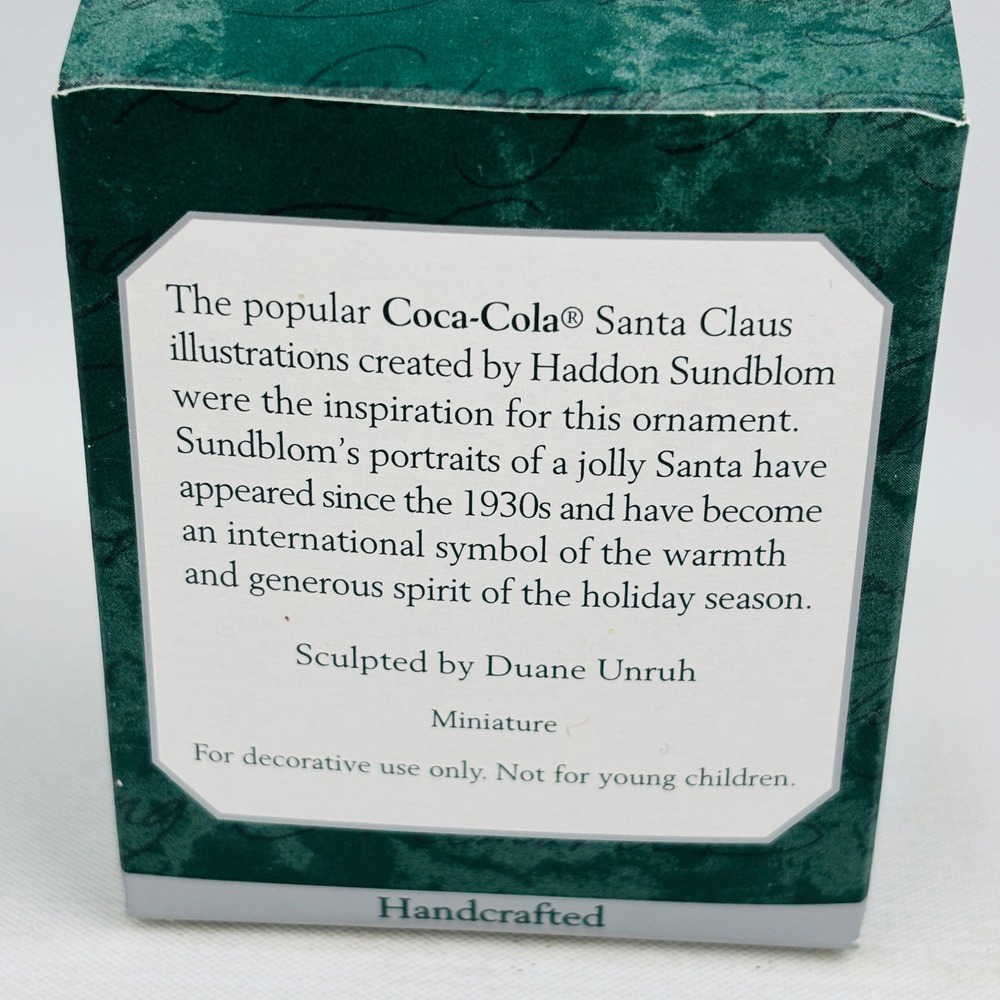 The popular Coca-Cola® Santa Claus
illustrations created by Haddon Sundblom
were the inspiration for this ornament.
Sundblom's portraits of a jolly Santa have
appeared since the 1930s and have become
an international symbol of the warmth
and generous spirit of the holiday season.
Sculpted by Duane Unruh
Miniature
For decorative use only. Not for young children.
Handcrafted